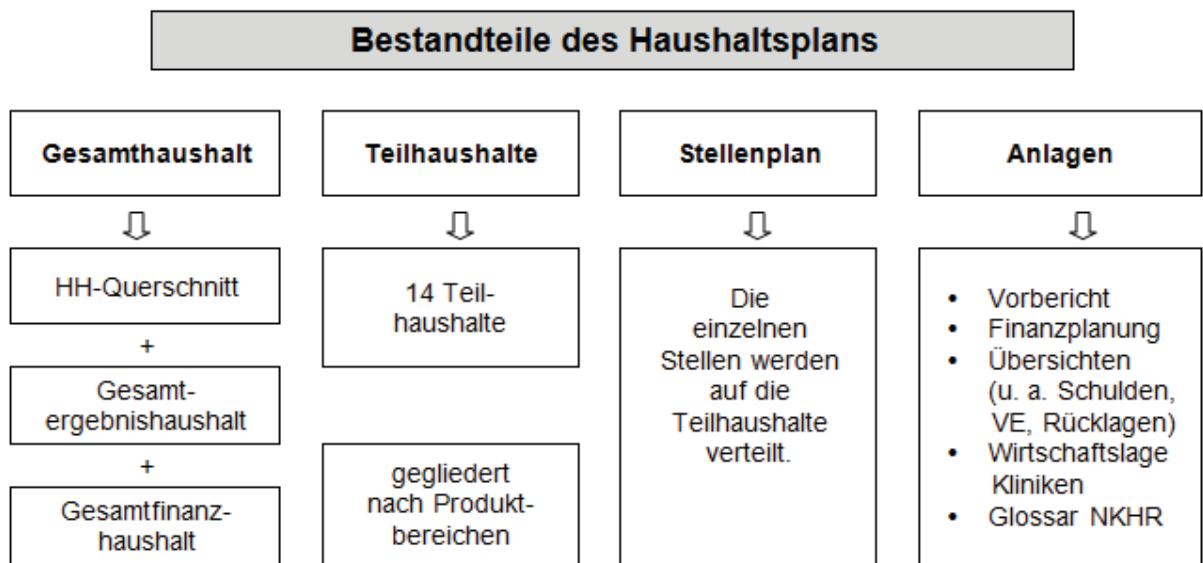 Bestandteile des Haushaltsplans
Gesamthaushalt
HH-Querschnitt
+
Gesamt-
ergebnishaushalt
+
Gesamtfinanz-
haushalt
Teilhaushalte
14 Teil-
haushalte
gegliedert
nach Produkt-
bereichen
Stellenplan
Die
einzelnen
Stellen werden
auf die
Teilhaushalte
verteilt.
Anlagen
• Vorbericht
• Finanzplanung
• Übersichten
(u. a. Schulden,
VE, Rücklagen)
• Wirtschaftslage
Kliniken
• Glossar NKHR